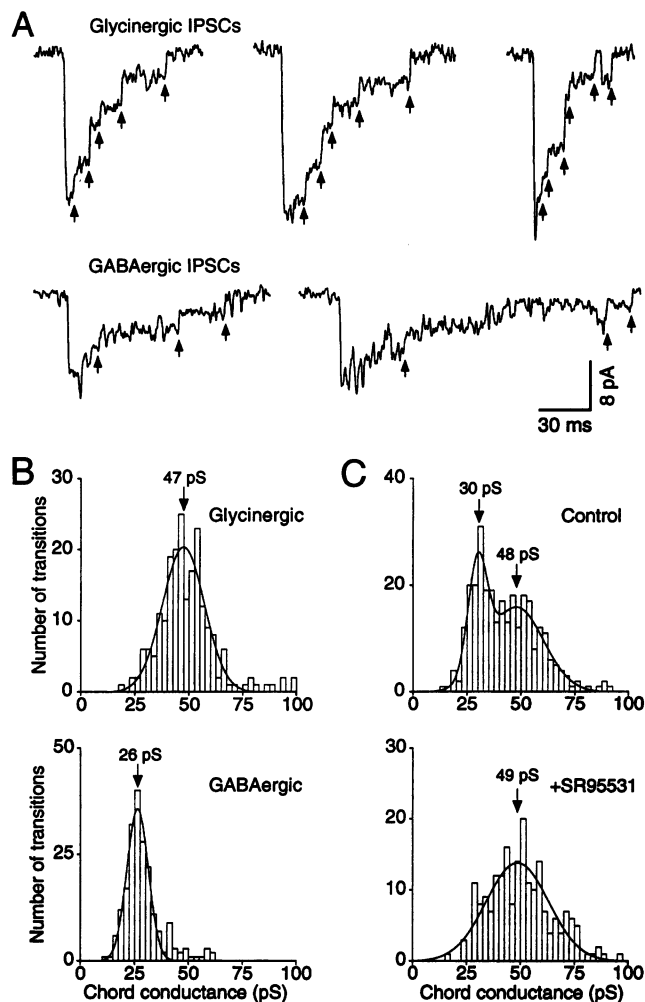 A
Glycinergic IPSCs
GABAergic IPSCs
8 pA
30 ms
B
30
20
10
0
Number of transitions
47 pS
Glycinergic
0
25
50
75
100
50
25
0
Number of transitions
26 pS
GABAergic
0
25
50
75
100
Chord conductance (pS)
C
40
20
0
30 pS
48 pS
Control
0
25
50
75
100
30
20
10
0
49 pS
+SR95531
0
25
50
75
100
Chord conductance (pS)